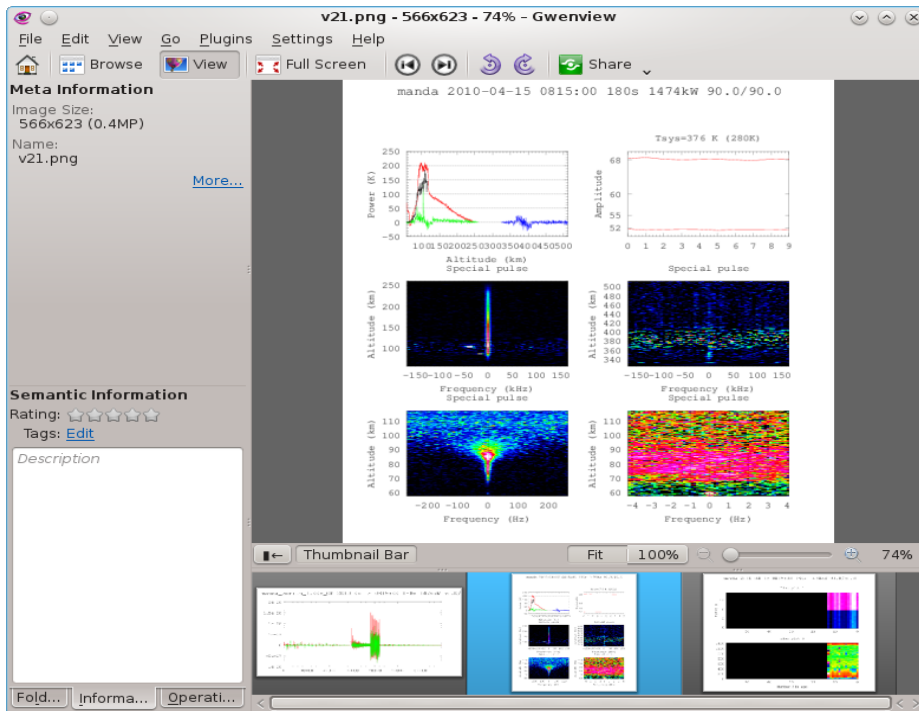 v21.png - 566x623 - 74% - Gwenview
File Edit View Go Plugins Settings Help
Browse View Full Screen Share
Meta Information
Image Size:
566x623 (0.4MP)
Name:
v21.png
More...
Semantic Information
Rating:
Tags: Edit
Description
Fold... Informa... Operati...
manda 2010-04-15 0815:00 180s 1474kW 90.0/90.0
Tsys=376 K (280K)
Power (K)
250
200
150
100
50
0
-50
100150200250300350400450500
Altitude (km)
Special pulse
Amplitude
68
60
52
0 1 2 3 4 5 6 7 8 9
Special pulse
Altitude (km)
250
200
150
100
-150-100-50 0 50 100 150
Frequency (kHz)
Special pulse
Altitude (km)
500
480
460
440
420
400
380
360
340
-150-100-50 0 50 100 150
Frequency (kHz)
Special pulse
Altitude (km)
110
100
90
80
70
60
-200 -100 0 100 200
Frequency (Hz)
Altitude (km)
110
100
90
80
70
60
-4 -3 -2 -1 0 1 2 3 4
Frequency (Hz)
Thumbnail Bar Fit 100% 74%